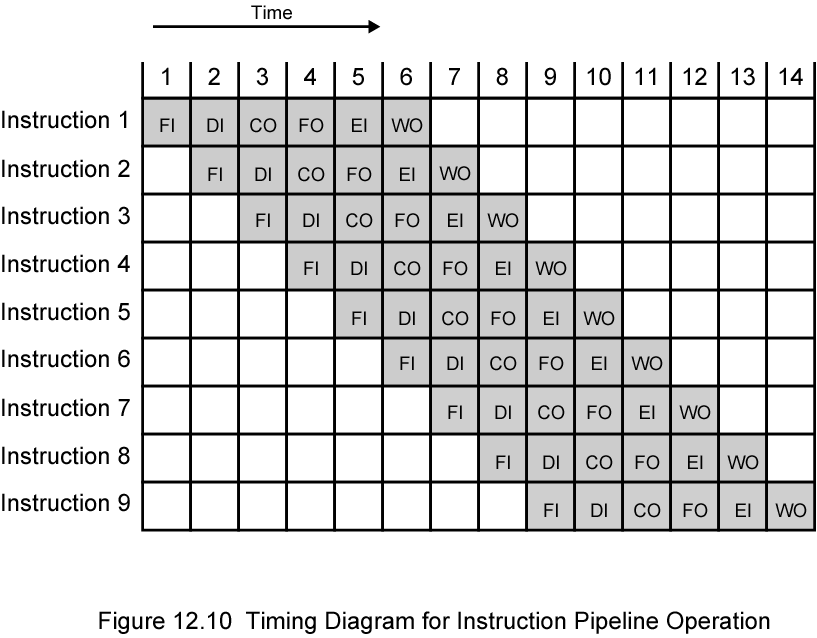 Time
1 2 3 4 5 6 7 8 9 10 11 12 13 14
Instruction 1 FI DI CO FO EI WO
Instruction 2 FI DI CO FO EI WO
Instruction 3 FI DI CO FO EI WO
Instruction 4 FI DI CO FO EI WO
Instruction 5 FI DI CO FO EI WO
Instruction 6 FI DI CO FO EI WO
Instruction 7 FI DI CO FO EI WO
Instruction 8 FI DI CO FO EI WO
Instruction 9 FI DI CO FO EI WO
Figure 12.10 Timing Diagram for Instruction Pipeline Operation